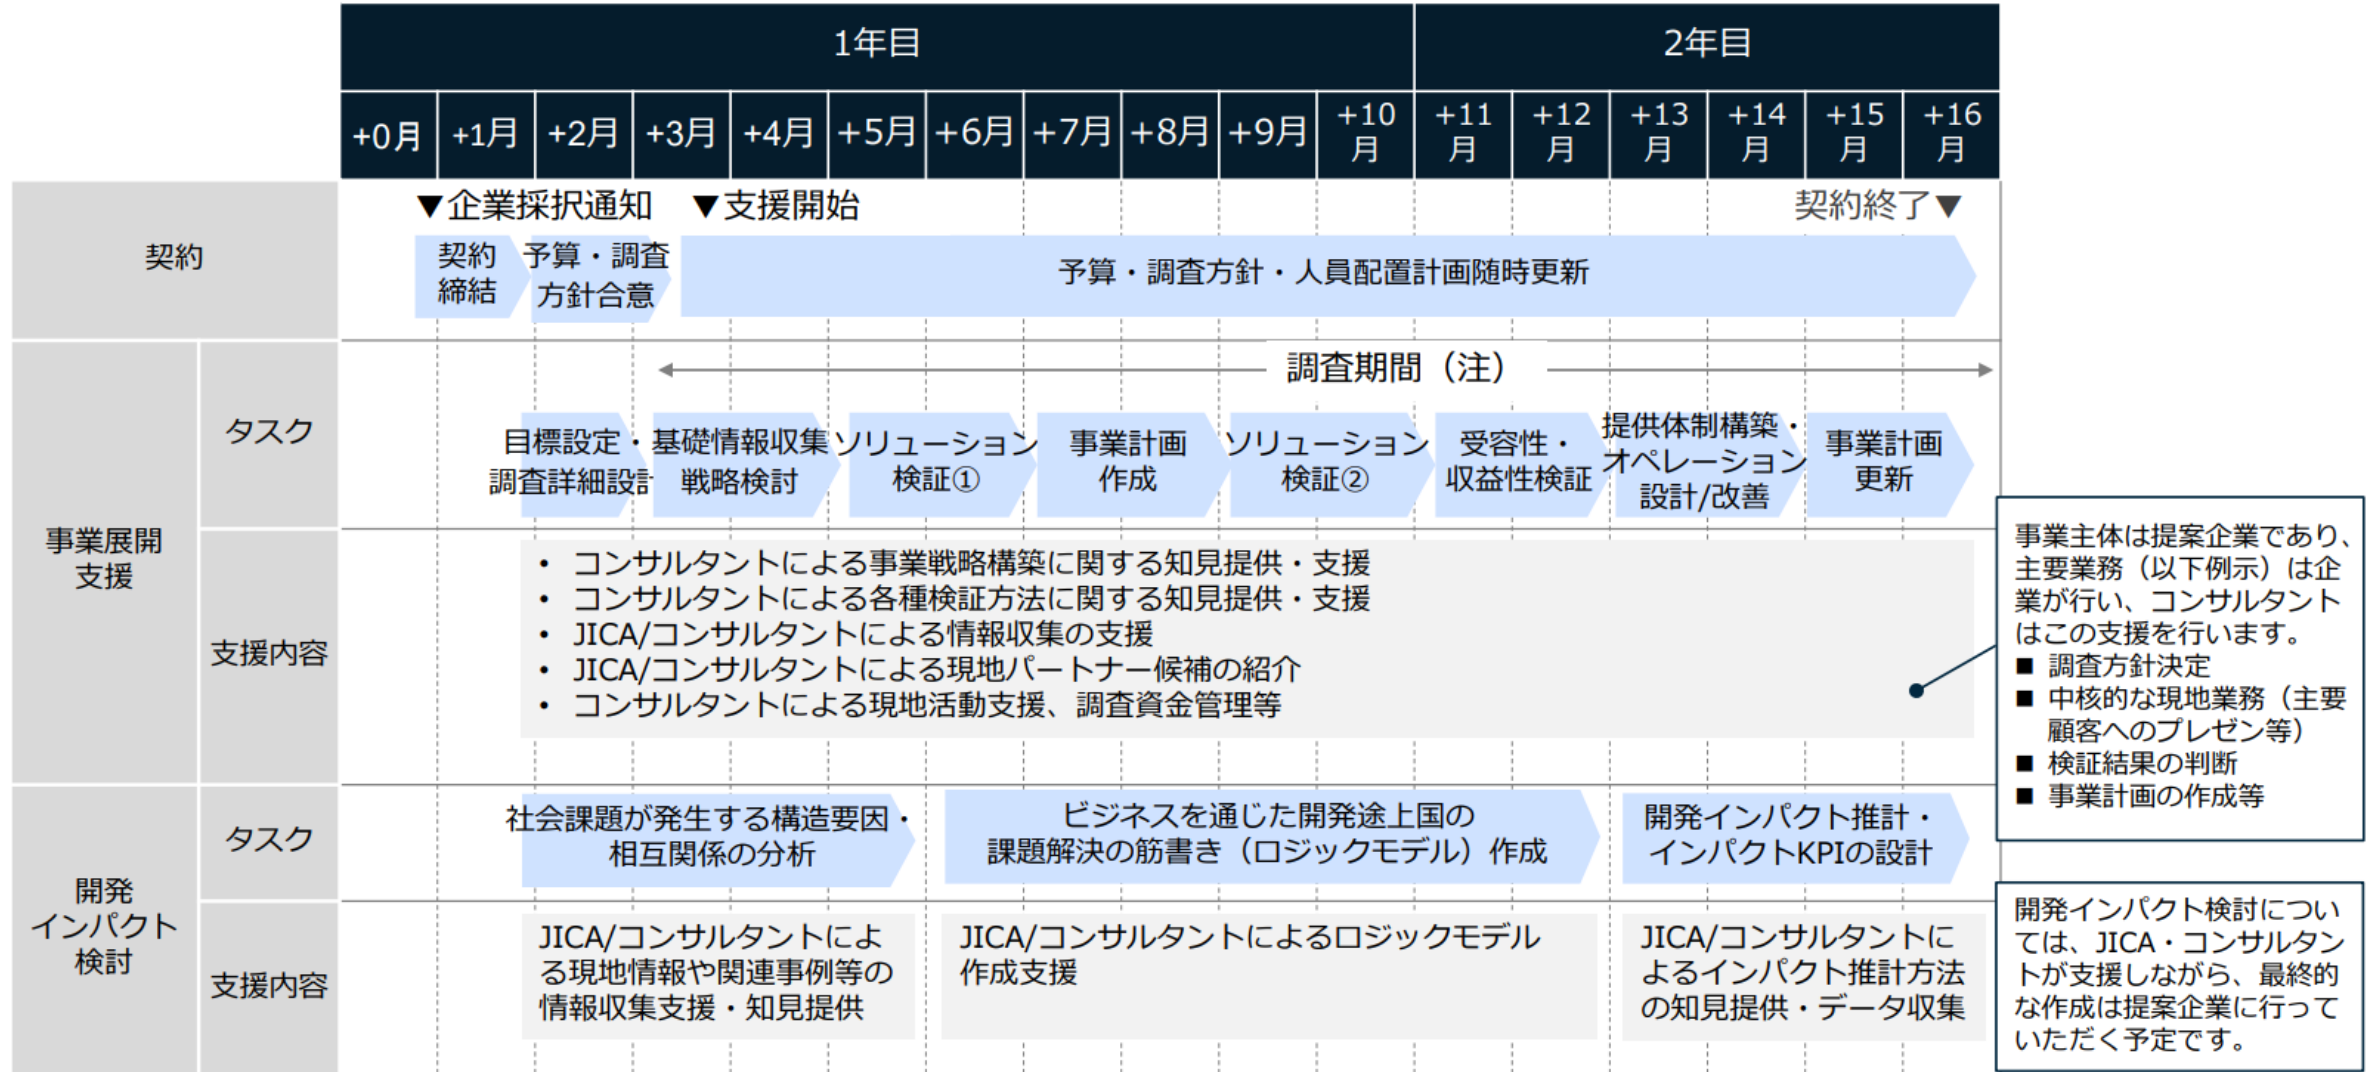 1年目
2年目
+0月
+1月
+2月
+3月
+4月
+5月
+6月
+7月
+8月
+9月
+10
月
+11
月
+12
月
+13
月
+14
月
+15
月
+16
月
契約
▼企業採択通知
▼支援開始
契約終了▼
契約
締結
予算・調査
方針合意
予算・調査方針・人員配置計画随時更新
事業展開
支援
タスク
調査期間（注）
目標設定・
調査詳細設計
基礎情報収集
戦略検討
ソリューション
検証①
事業計画
作成
ソリューション
検証②
受容性・
収益性検証
提供体制構築・
オペレーション
設計/改善
事業計画
更新
支援内容
• コンサルタントによる事業戦略構築に関する知見提供・支援
• コンサルタントによる各種検証方法に関する知見提供・支援
• JICA/コンサルタントによる情報収集の支援
• JICA/コンサルタントによる現地パートナー候補の紹介
• コンサルタントによる現地活動支援、調査資金管理等
事業主体は提案企業であり、
主要業務（以下例示）は企
業が行い、コンサルタント
はこの支援を行います。
■ 調査方針決定
■ 中核的な現地業務（主要
顧客へのプレゼン等）
■ 検証結果の判断
■ 事業計画の作成等
開発
インパクト
検討
タスク
社会課題が発生する構造要因・
相互関係の分析
ビジネスを通じた開発途上国の
課題解決の筋書き（ロジックモデル）作成
開発インパクト推計・
インパクトKPIの設計
支援内容
JICA/コンサルタントによ
る現地情報や関連事例等の
情報収集支援・知見提供
JICA/コンサルタントによるロジックモデル
作成支援
JICA/コンサルタントに
よるインパクト推計方法
の知見提供・データ収集
開発インパクト検討につい
ては、JICA・コンサルタン
トが支援しながら、最終的
な作成は提案企業に行って
いただく予定です。